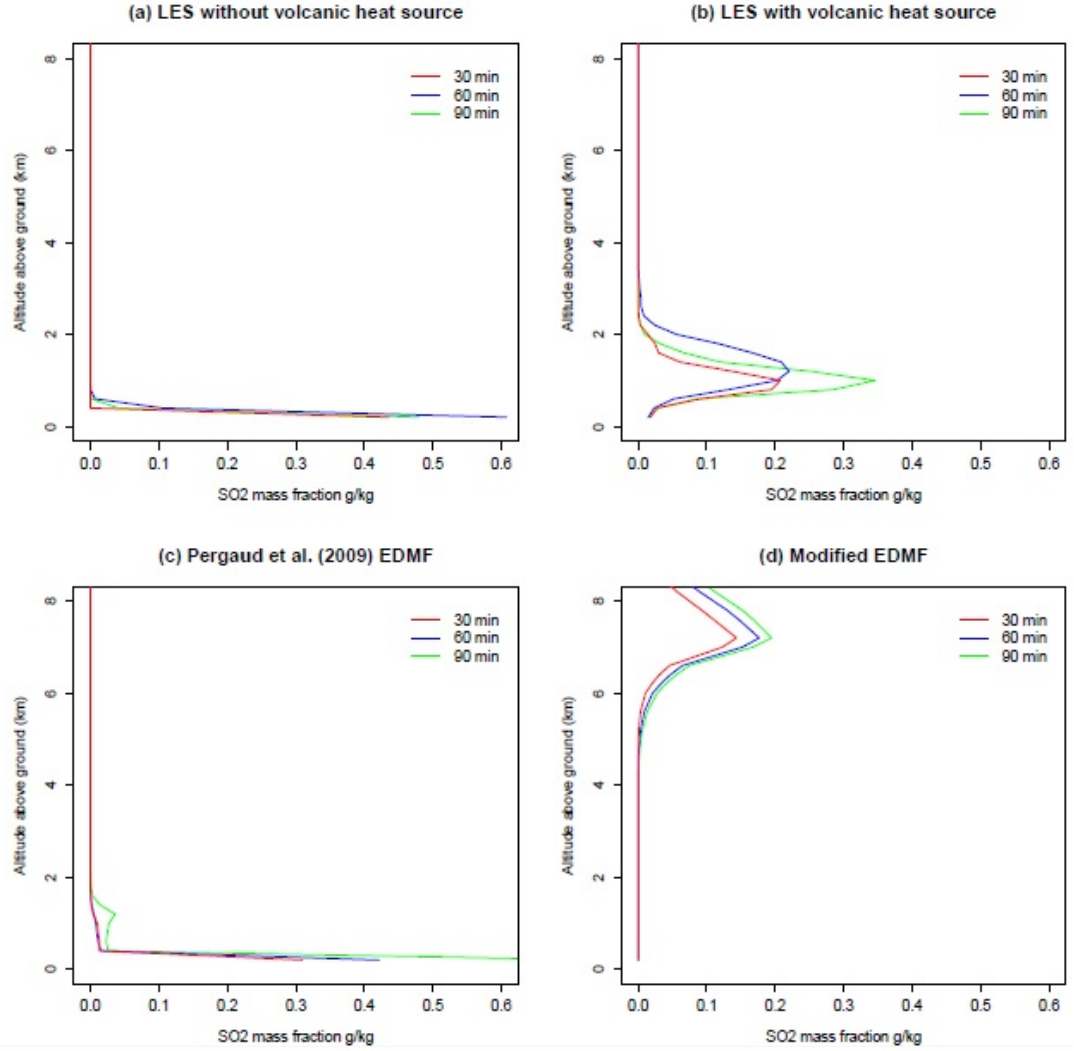 (a) LES without volcanic heat source
Altitude above ground (km)
8
6
4
2
0
30 min
60 min
90 min
0.0 0.1 0.2 0.3 0.4 0.5 0.6
SO2 mass fraction g/kg
(b) LES with volcanic heat source
Altitude above ground (km)
8
6
4
2
0
30 min
60 min
90 min
0.0 0.1 0.2 0.3 0.4 0.5 0.6
SO2 mass fraction g/kg
(c) Pergaud et al. (2009) EDMF
Altitude above ground (km)
8
6
4
2
0
30 min
60 min
90 min
0.0 0.1 0.2 0.3 0.4 0.5 0.6
SO2 mass fraction g/kg
(d) Modified EDMF
Altitude above ground (km)
8
6
4
2
0
30 min
60 min
90 min
0.0 0.1 0.2 0.3 0.4 0.5 0.6
SO2 mass fraction g/kg